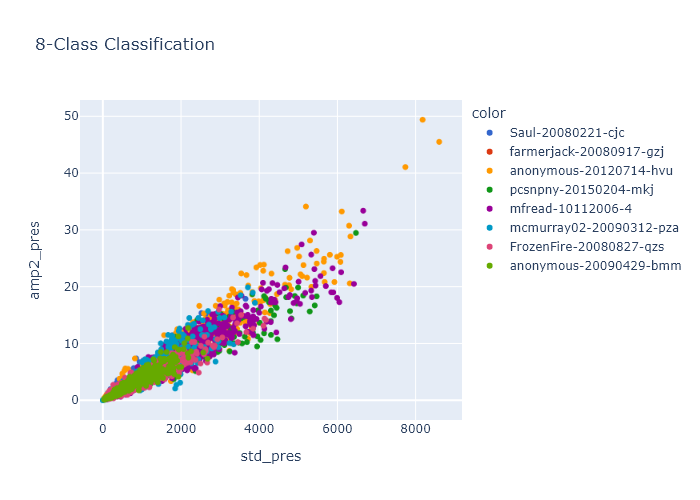 8-Class Classification
color
Saul-20080221-cjc
farmerjack-20080917-gzj
anonymous-20120714-hvu
pcsnpny-20150204-mkj
mfread-10112006-4
mcmurray02-20090312-pza
FrozenFire-20080827-qzs
anonymous-20090429-bmm
amp2_pres
50
40
30
20
10
0
0 2000 4000 6000 8000
std_pres